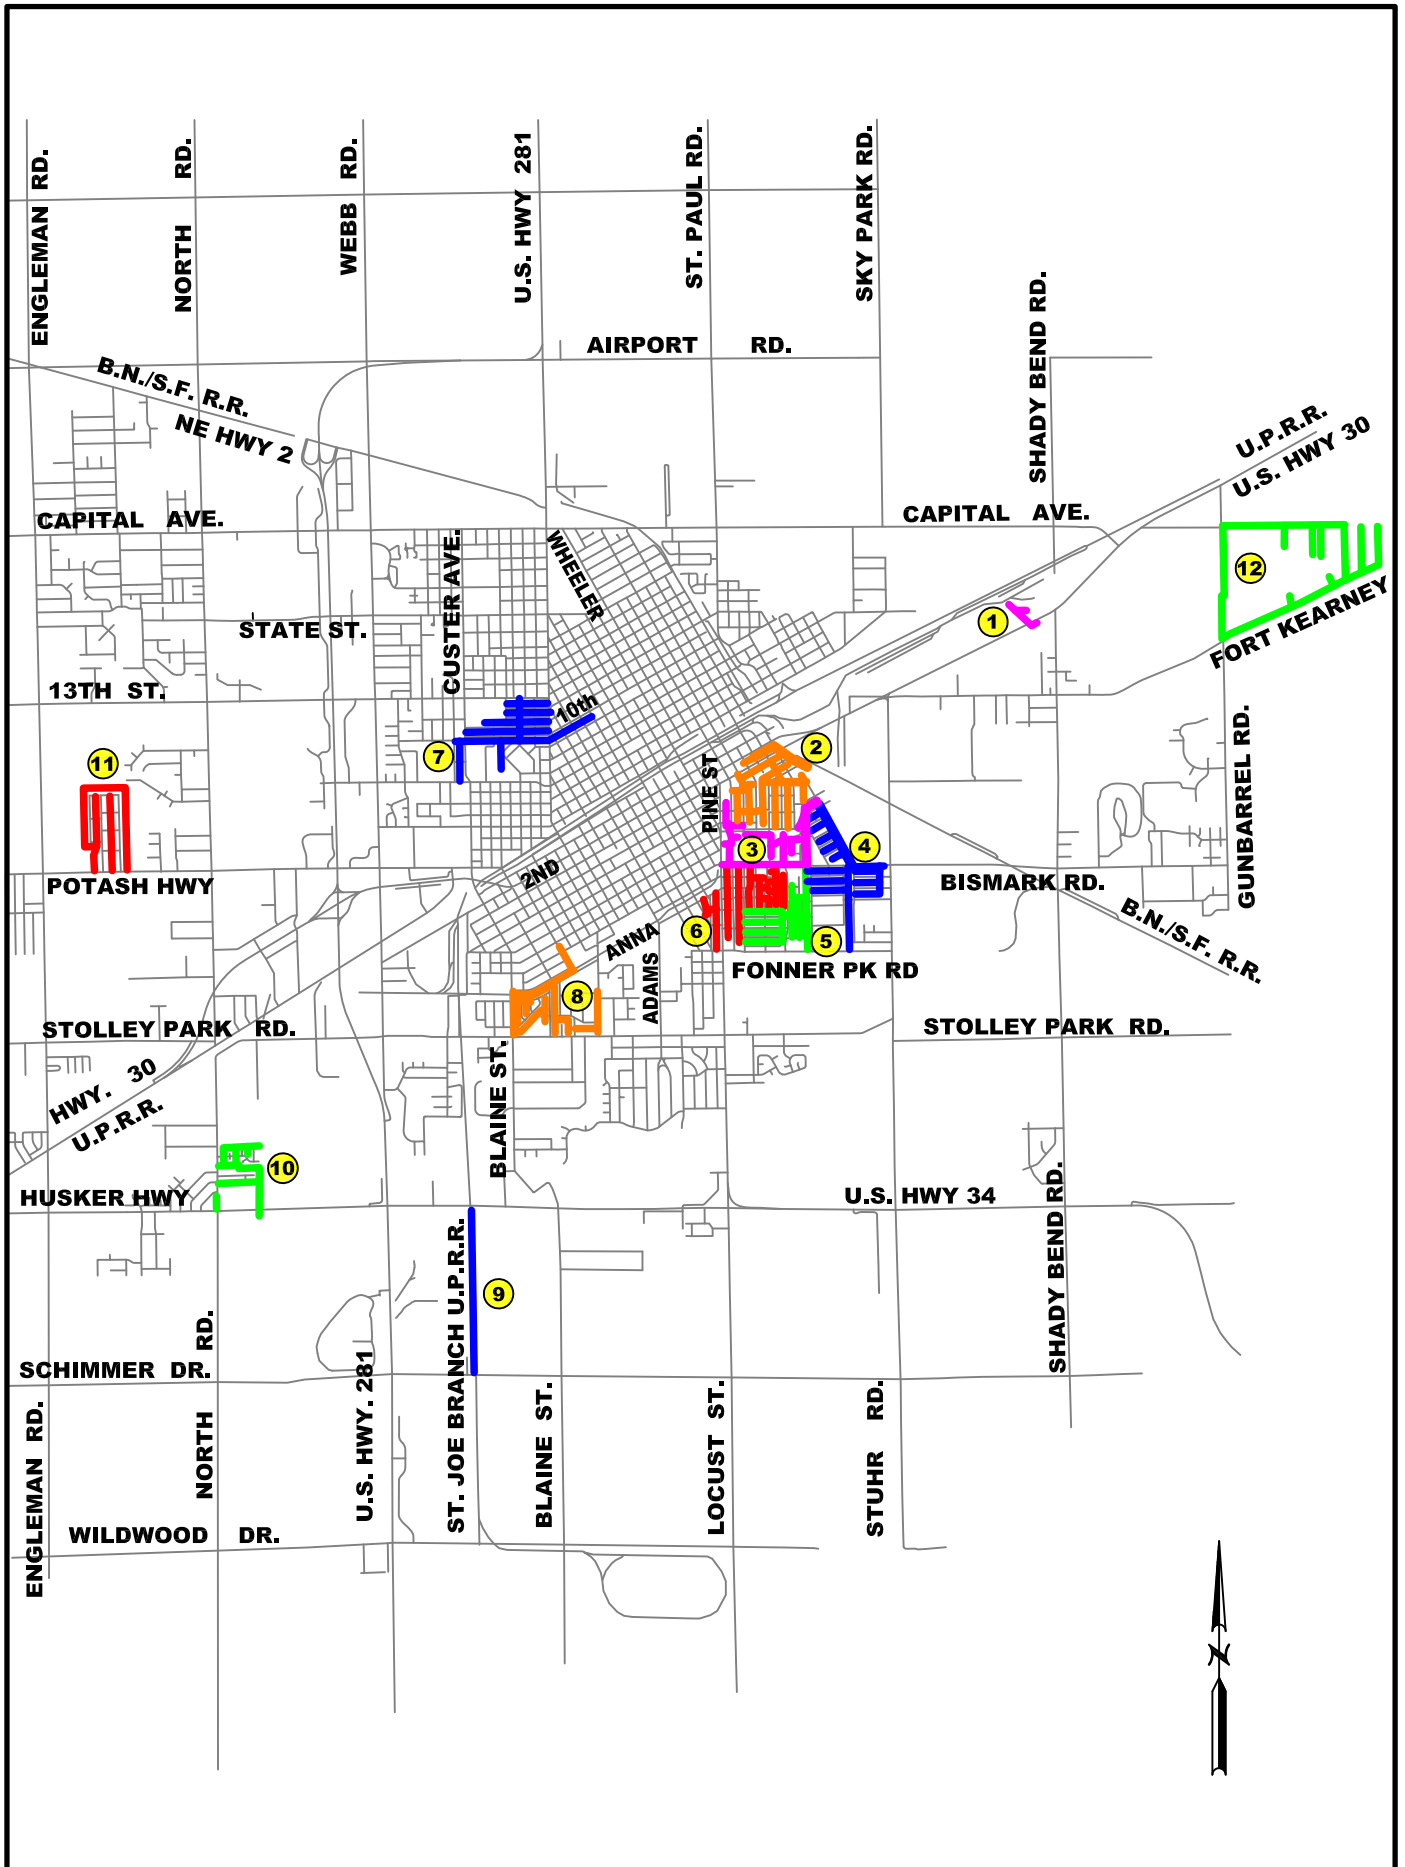 ENGLEMAN RD.
NORTH RD.
WEBB RD.
U.S. HWY 281
ST. PAUL RD.
SKY PARK RD.
SHADY BEND RD.
AIRPORT RD.
B.N./S.F. R.R.
NE HWY 2
U.P.R.R.
U.S. HWY 30
CAPITAL AVE.
CAPITAL AVE.
CUSTER AVE.
WHEELER
12
FORT KEARNEY
1
STATE ST.
13TH ST.
10th
7
2
PINE ST
GUNBARREL RD.
11
3
4
POTASH HWY
2ND
BISMARK RD.
B.N./S.F. R.R.
6
5
ANNA
ADAMS
FONNER PK RD
8
STOLLEY PARK RD.
STOLLEY PARK RD.
HWY. 30
U.P.R.R.
BLAINE ST.
10
HUSKER HWY
U.S. HWY 34
SHADY BEND RD.
ST. JOE BRANCH U.P.R.R.
9
NORTH RD.
SCHIMMER DR.
U.S. HWY. 281
ENGLEMAN RD.
BLAINE ST.
LOCUST ST.
STUHR RD.
WILDWOOD DR.
N